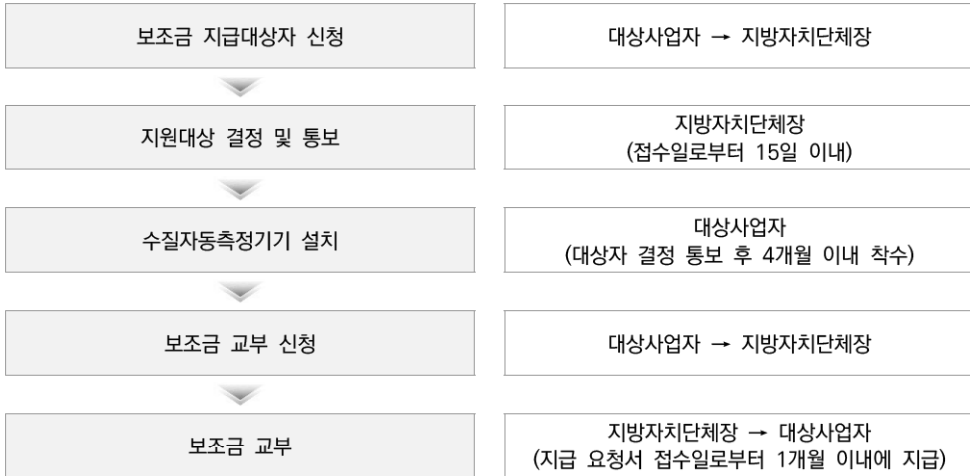 보조금 지급대상자 신청
대상사업자 → 지방자치단체장
지원대상 결정 및 통보
지방자치단체장
(접수일로부터 15일 이내)
수질자동측정기기 설치
대상사업자
(대상자 결정 통보 후 4개월 이내 착수)
보조금 교부 신청
대상사업자 → 지방자치단체장
보조금 교부
지방자치단체장 → 대상사업자
(지급 요청서 접수일로부터 1개월 이내에 지급)